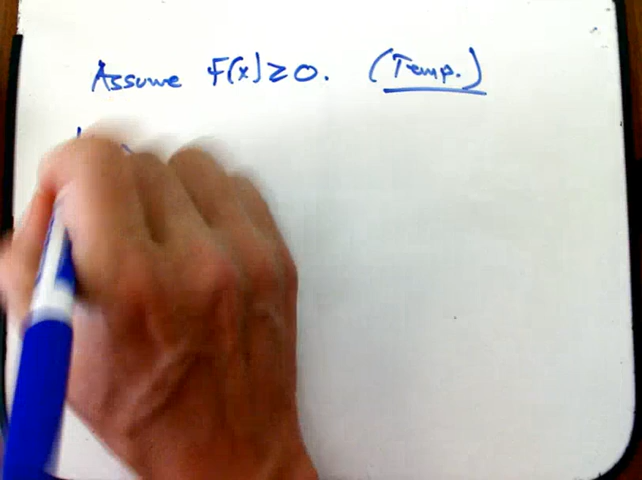 Assume f(x) ≥ 0. (Temp.)